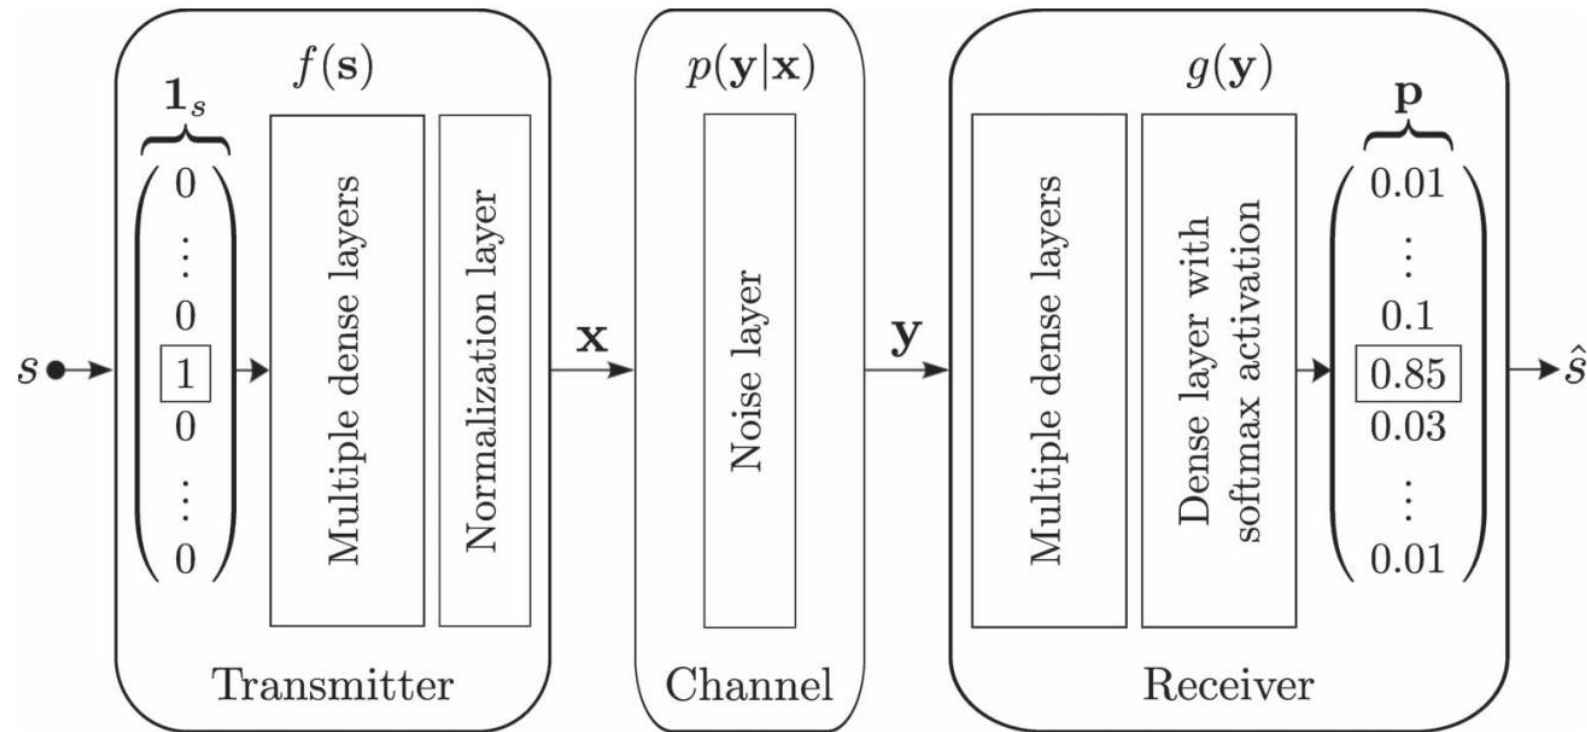 f(𝐬)
p(𝐲|𝐱)
g(𝐲)
𝟏ₛ
𝐩
0
⋮
0
1
0
⋮
0
s
Multiple dense layers
Normalization layer
𝐱
Noise layer
𝐲
Multiple dense layers
Dense layer with
softmax activation
0.01
⋮
0.1
0.85
0.03
⋮
0.01
ŝ
Transmitter
Channel
Receiver